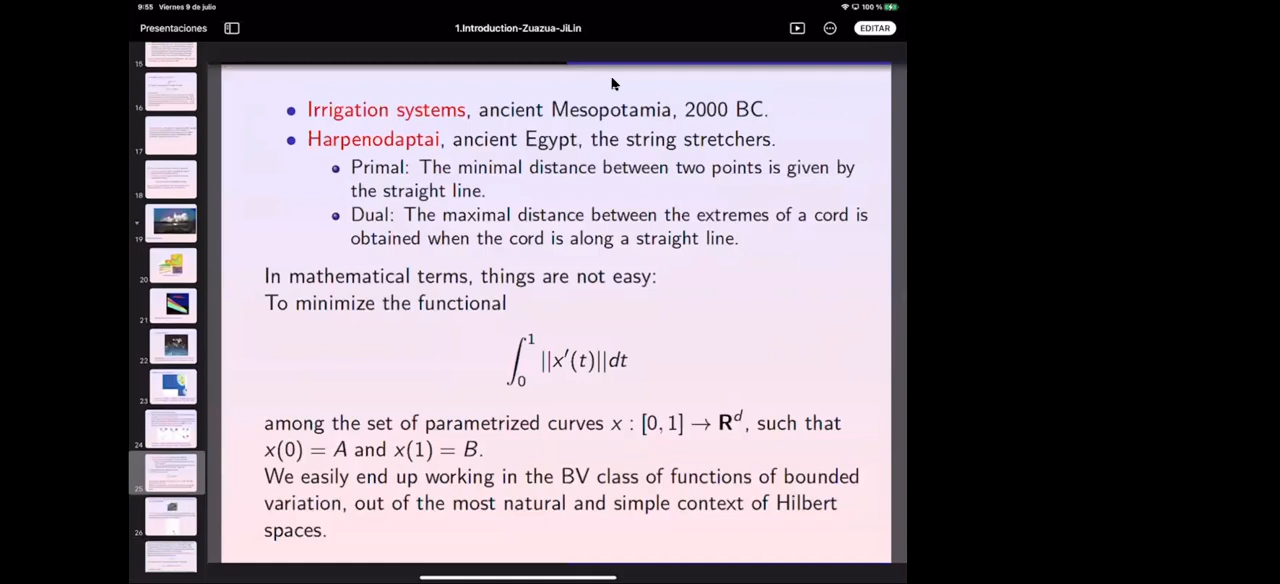 9:55 Viernes 9 de julio
100 %
Presentaciones
1.Introduction-Zuazua-JiLin
EDITAR
15
16
17
18
19
20
21
22
23
24
25
26
Irrigation systems, ancient Mesopotamia, 2000 BC.
Harpenodaptai, ancient Egypt, the string stretchers.
Primal: The minimal distance between two points is given by
the straight line.
Dual: The maximal distance between the extremes of a cord is
obtained when the cord is along a straight line.
In mathematical terms, things are not easy:
To minimize the functional
∫₀¹ ||x′(t)||dt
among the set of parametrized curves x : [0, 1] → Rᵈ, such that
x(0) = A and x(1) = B.
We easily end up working in the BV class of functions of bounded
variation, out of the most natural and simple context of Hilbert
spaces.